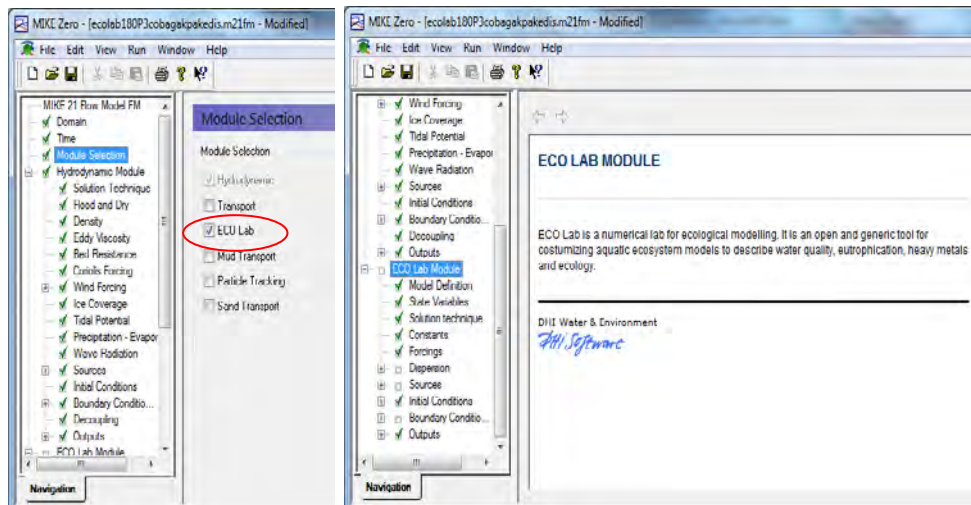 MIKE Zero - [ecolab180P3cobagakpakedis.m21fm - Modified]
File Edit View Run Window Help
MIKE 21 Flow Model FM
Domain
Time
Module Selection
Hydrodynamic Module
Solution Technique
Flood and Dry
Density
Eddy Viscosity
Bed Resistance
Coriolis Forcing
Wind Forcing
Ice Coverage
Tidal Potential
Precipitation - Evapor
Wave Radiation
Sources
Initial Conditions
Boundary Conditio...
Decoupling
Outputs
ECO Lab Module
Navigation
Module Selection
Module Selection
Hydrodynamic
Transport
ECO Lab
Mud Transport
Particle Tracking
Sand Transport
MIKE Zero - [ecolab180P3cobagakpakedis.m21fm - Modified]
File Edit View Run Window Help
Wind Forcing
Ice Coverage
Tidal Potential
Precipitation - Evapor
Wave Radiation
Sources
Initial Conditions
Boundary Conditio...
Decoupling
Outputs
ECO Lab Module
Model Definition
State Variables
Solution technique
Constants
Forcings
Dispersion
Sources
Initial Conditions
Boundary Conditio...
Outputs
Navigation
ECO LAB MODULE
ECO Lab is a numerical lab for ecological modelling. It is an open and generic tool for
costumizing aquatic ecosystem models to describe water quality, eutrophication, heavy metals
and ecology.
DHI Water & Environment
DHI Software